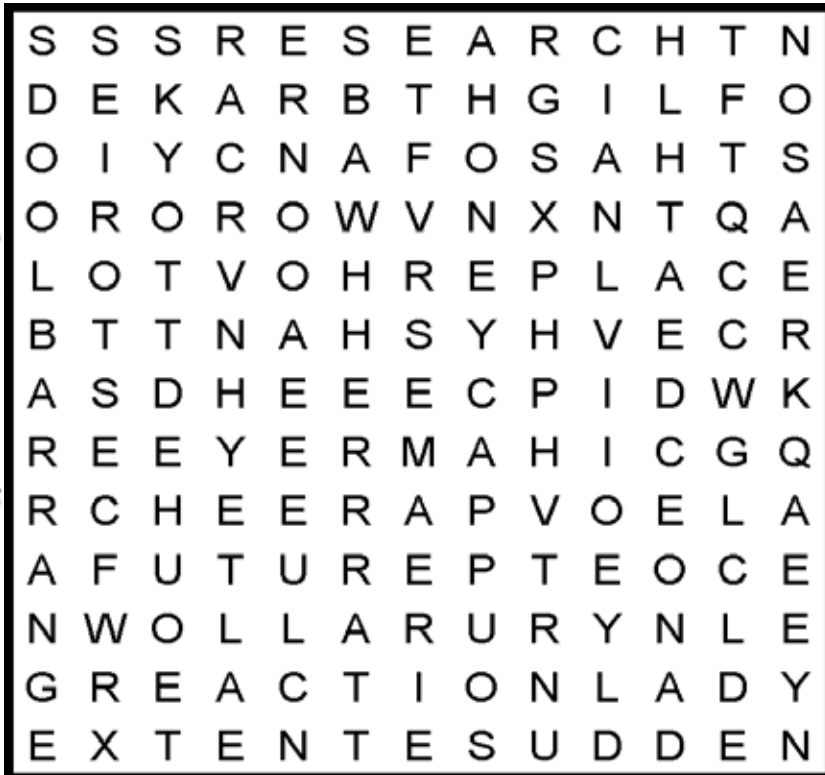 S S S R E S E A R C H T N
D E K A R B T H G I L F O
O I Y C N A F O S A H T S
O R O R O W V N X N T Q A
L O T V O H R E P L A C E
B T T N A H S Y H V E C R
A S D H E E E C P I D W K
R E E Y E R M A H I C G Q
R C H E E R A P V O E L A
A F U T U R E P T E O C E
N W O L L A R U R Y N L E
G R E A C T I O N L A D Y
E X T E N T E S U D D E N